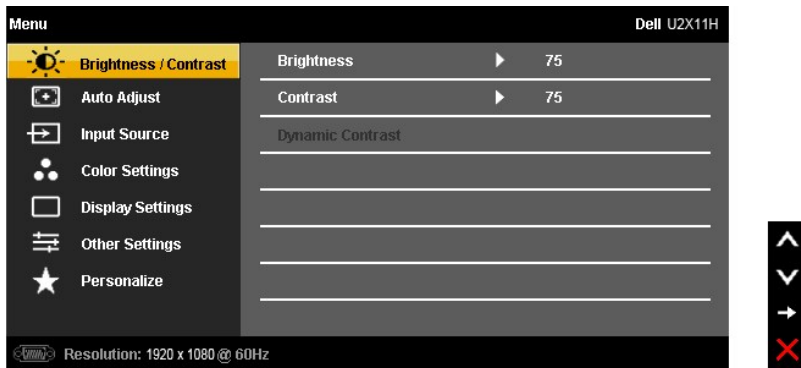 Menu Dell U2X11H
Brightness / Contrast Brightness 75
Auto Adjust Contrast 75
Input Source Dynamic Contrast
Color Settings
Display Settings
Other Settings
Personalize
Resolution: 1920 x 1080 @ 60Hz